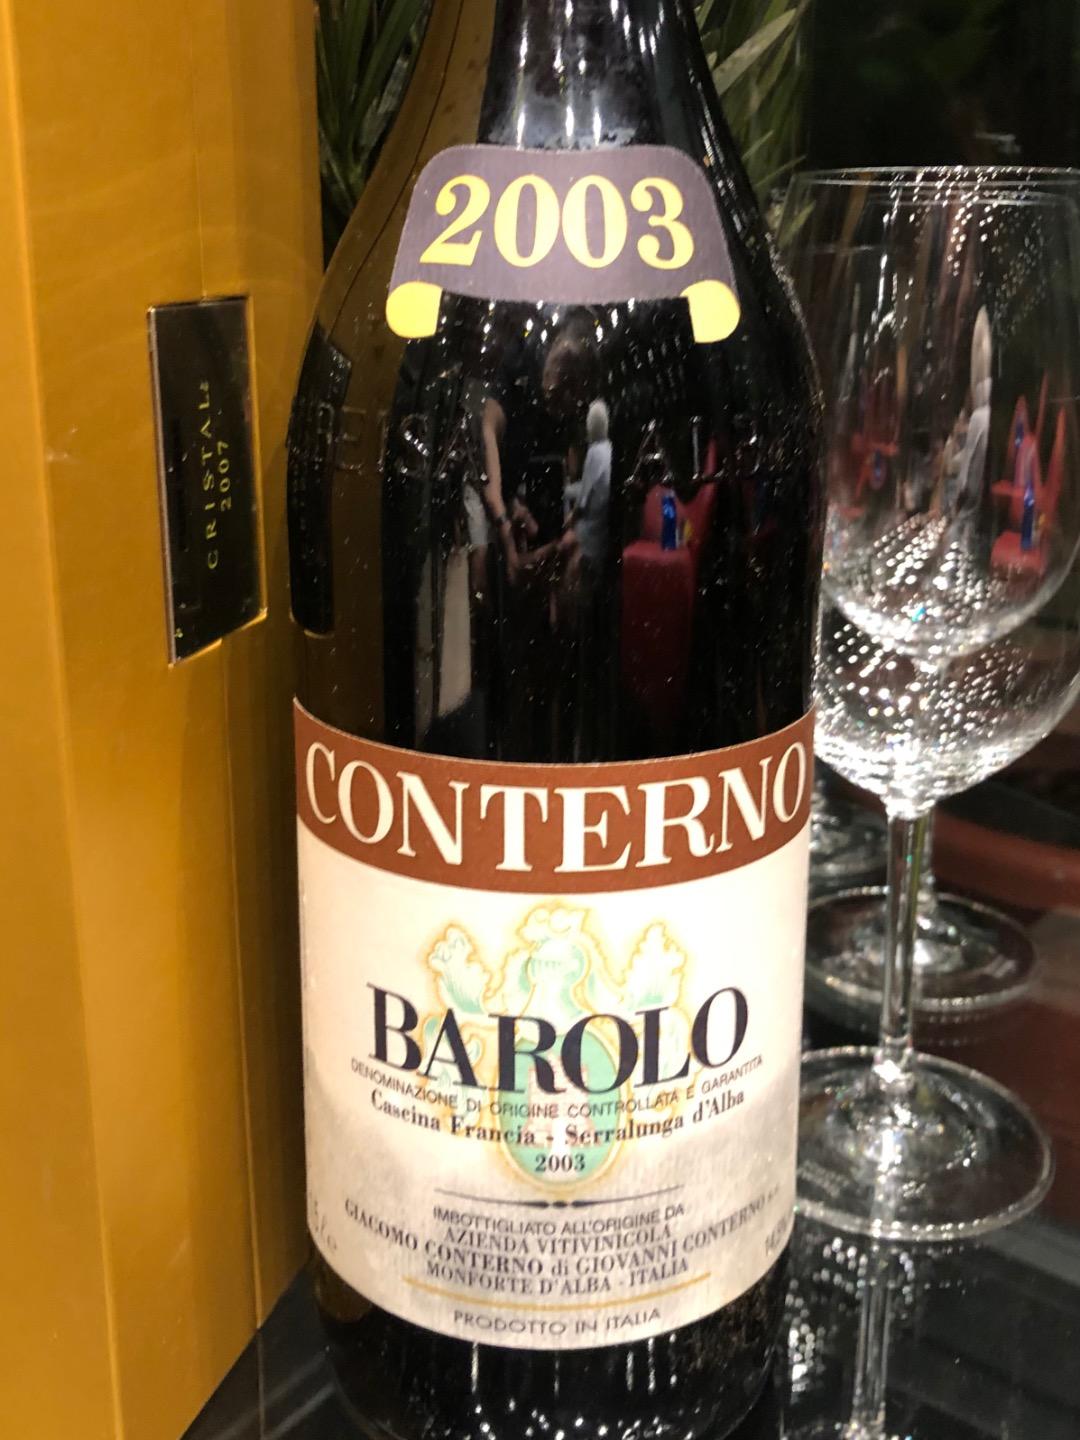 2003
CRISTAL
2007
CONTERNO
BAROLO
DENOMINAZIONE DI ORIGINE CONTROLLATA E GARANTITA
Cascina Francia - Serralunga d'Alba
2003
IMBOTTIGLIATO ALL'ORIGINE DA
AZIENDA VITIVINICOLA
GIACOMO CONTERNO di GIOVANNI CONTERNO
MONFORTE D'ALBA - ITALIA
PRODOTTO IN ITALIA